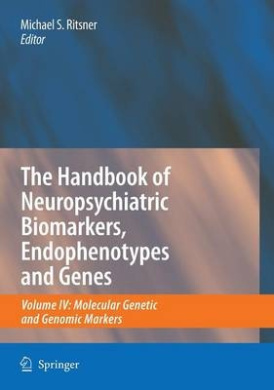 Michael S. Ritsner
Editor
The Handbook of
Neuropsychiatric
Biomarkers,
Endophenotypes
and Genes
Volume IV: Molecular Genetic
and Genomic Markers
Springer